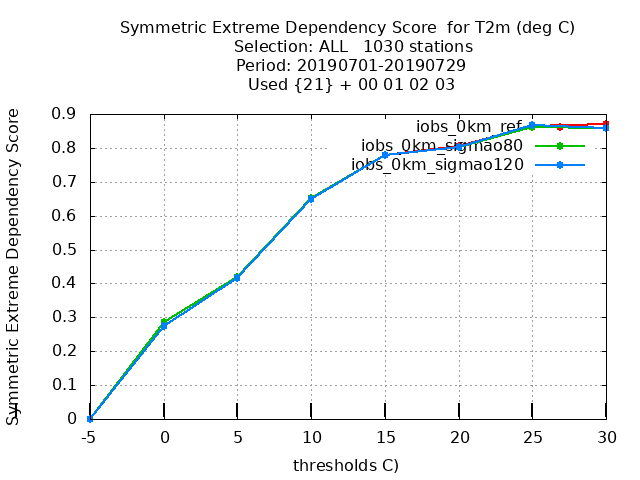 Symmetric Extreme Dependency Score for T2m (deg C)
Selection: ALL 1030 stations
Period: 20190701-20190729
Used {21} + 00 01 02 03
Symmetric Extreme Dependency Score
0.9
0.8
0.7
0.6
0.5
0.4
0.3
0.2
0.1
0
iobs_0km_ref
iobs_0km_sigmao80
iobs_0km_sigmao120
-5 0 5 10 15 20 25 30
thresholds C)